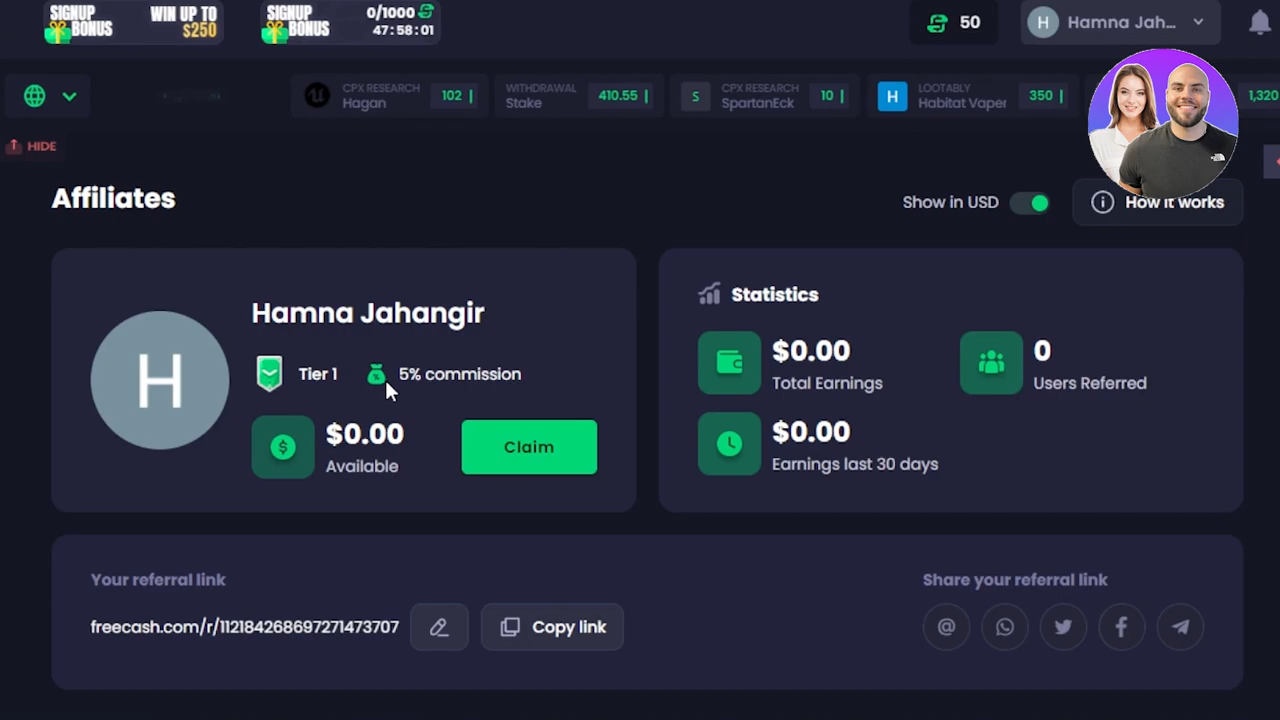 SIGNUP BONUS WIN UP TO $250
SIGNUP BONUS 0/1000
47:58:01
50
H Hamna Jah...
CPX RESEARCH
Hagan 102
WITHDRAWAL
Stake 410.55
S CPX RESEARCH
SpartanEck 10
H LOOTABLY
Habitat Vaper 350
1,320
HIDE
Affiliates
Show in USD
How it works
H
Hamna Jahangir
Tier 1 5% commission
$0.00
Available
Claim
Statistics
$0.00
Total Earnings
0
Users Referred
$0.00
Earnings last 30 days
Your referral link
freecash.com/r/112184268697271473707
Copy link
Share your referral link